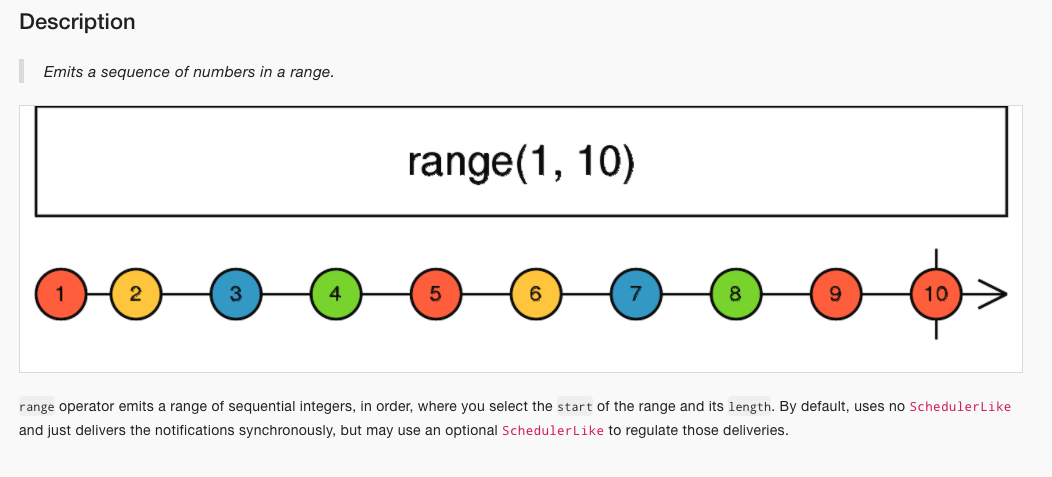 Description
Emits a sequence of numbers in a range.
range(1, 10)
1 2 3 4 5 6 7 8 9 10
range operator emits a range of sequential integers, in order, where you select the start of the range and its length. By default, uses no SchedulerLike
and just delivers the notifications synchronously, but may use an optional SchedulerLike to regulate those deliveries.